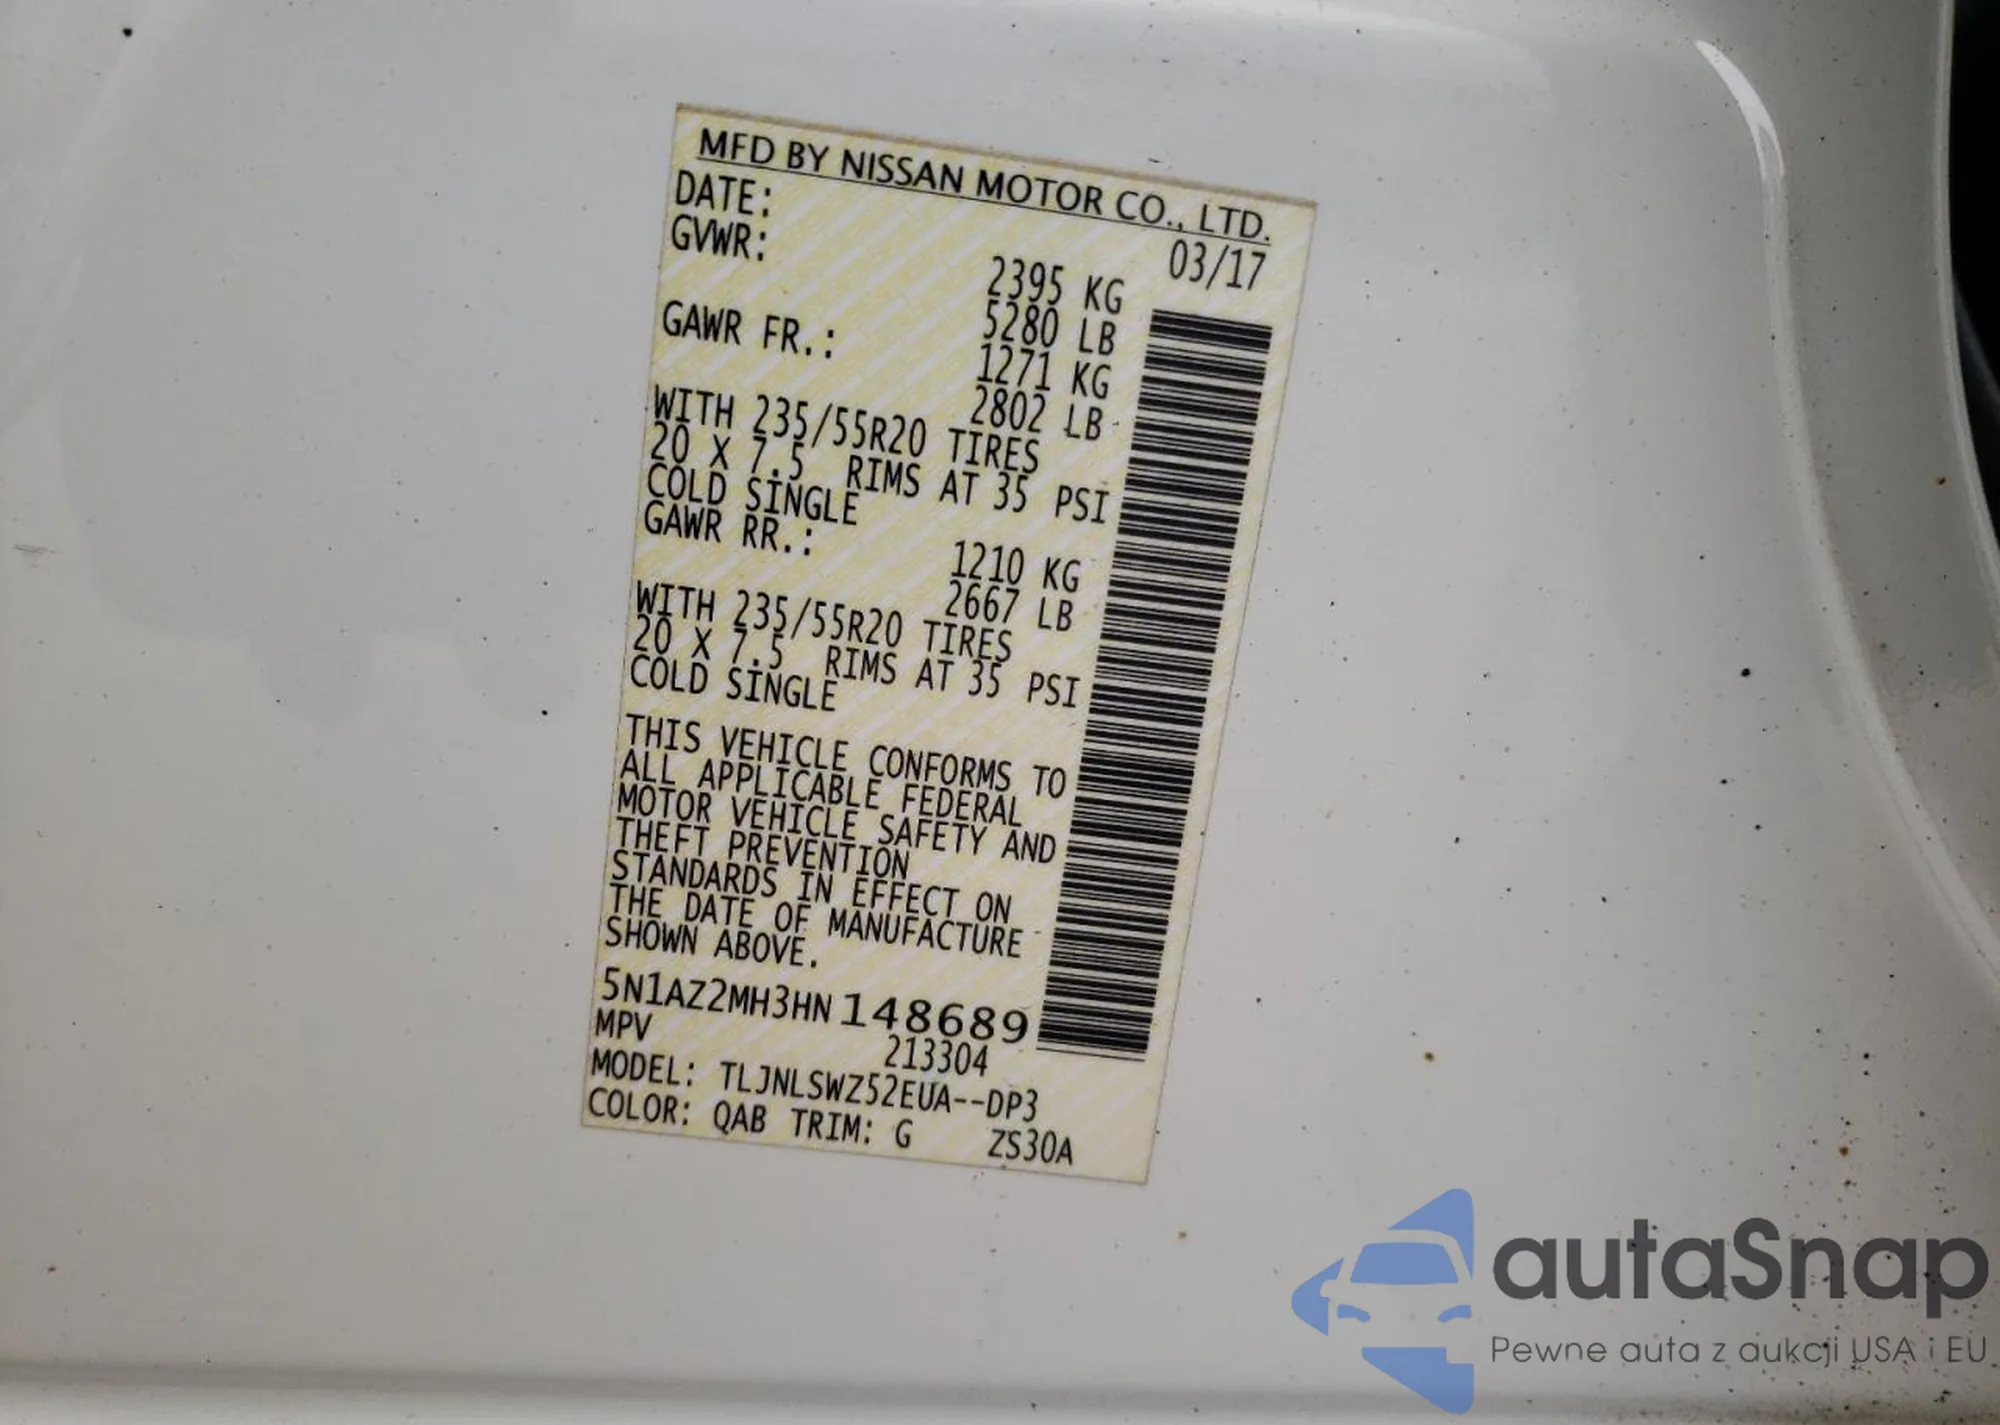 MFD BY NISSAN MOTOR CO., LTD.
DATE: 03/17
GVWR: 2395 KG
5280 LB
GAWR FR.: 1271 KG
2802 LB
WITH 235/55R20 TIRES
20 X 7.5 RIMS AT 35 PSI
COLD SINGLE
GAWR RR.: 1210 KG
2667 LB
WITH 235/55R20 TIRES
20 X 7.5 RIMS AT 35 PSI
COLD SINGLE
THIS VEHICLE CONFORMS TO
ALL APPLICABLE FEDERAL
MOTOR VEHICLE SAFETY AND
THEFT PREVENTION
STANDARDS IN EFFECT ON
THE DATE OF MANUFACTURE
SHOWN ABOVE.
5N1AZ2MH3HN148689
MPV 213304
MODEL: TLJNLSWZ52EUA--DP3
COLOR: QAB TRIM: G ZS30A
autaSnap
Pewne auta z aukcji USA i EU